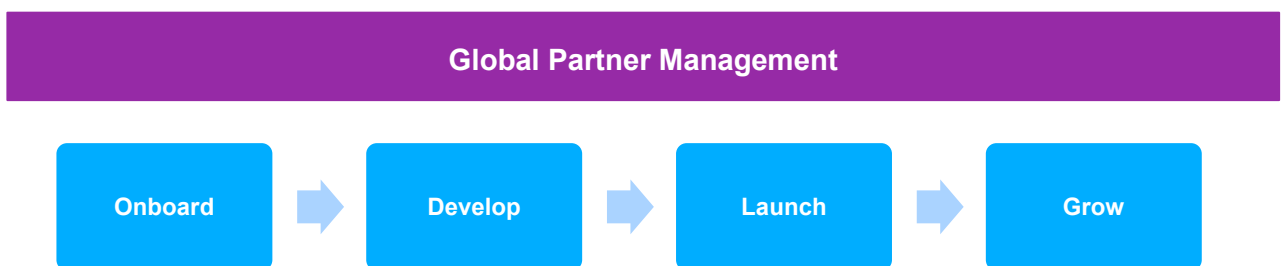 Global Partner Management
Onboard
Develop
Launch
Grow